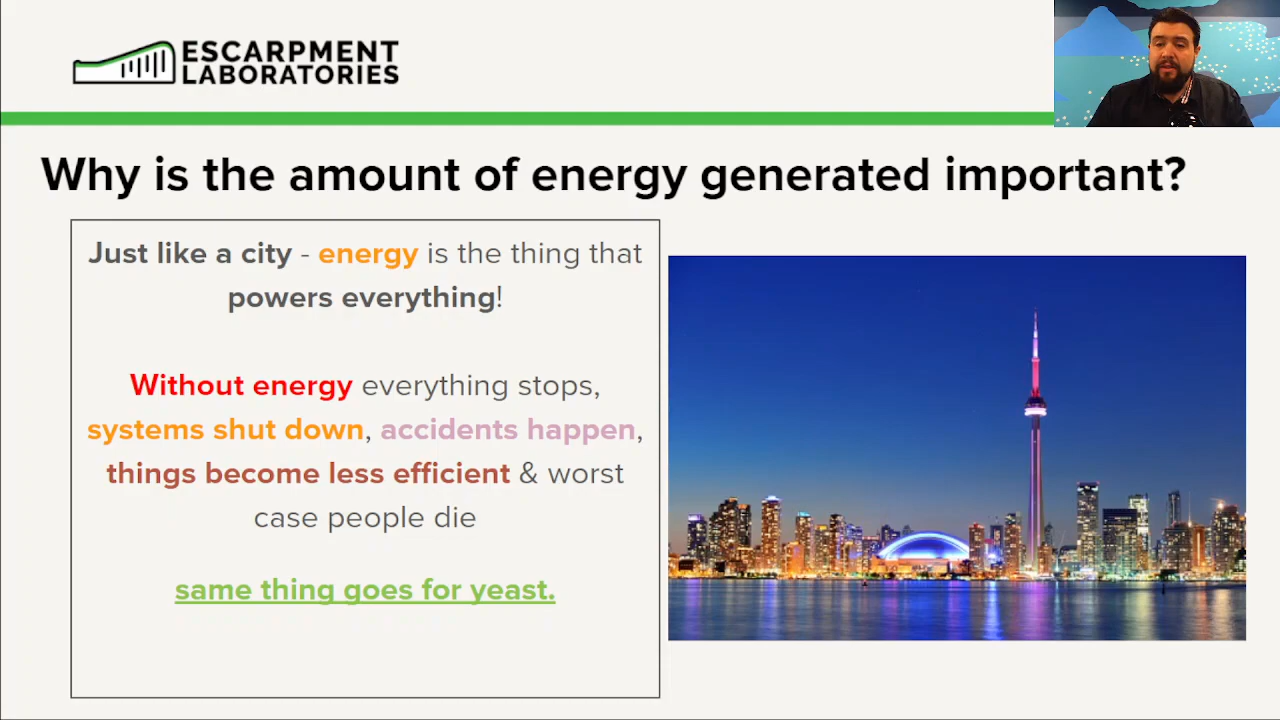 ESCARPMENT
LABORATORIES
Why is the amount of energy generated important?
Just like a city - energy is the thing that
powers everything!
Without energy everything stops,
systems shut down, accidents happen,
things become less efficient & worst
case people die
same thing goes for yeast.